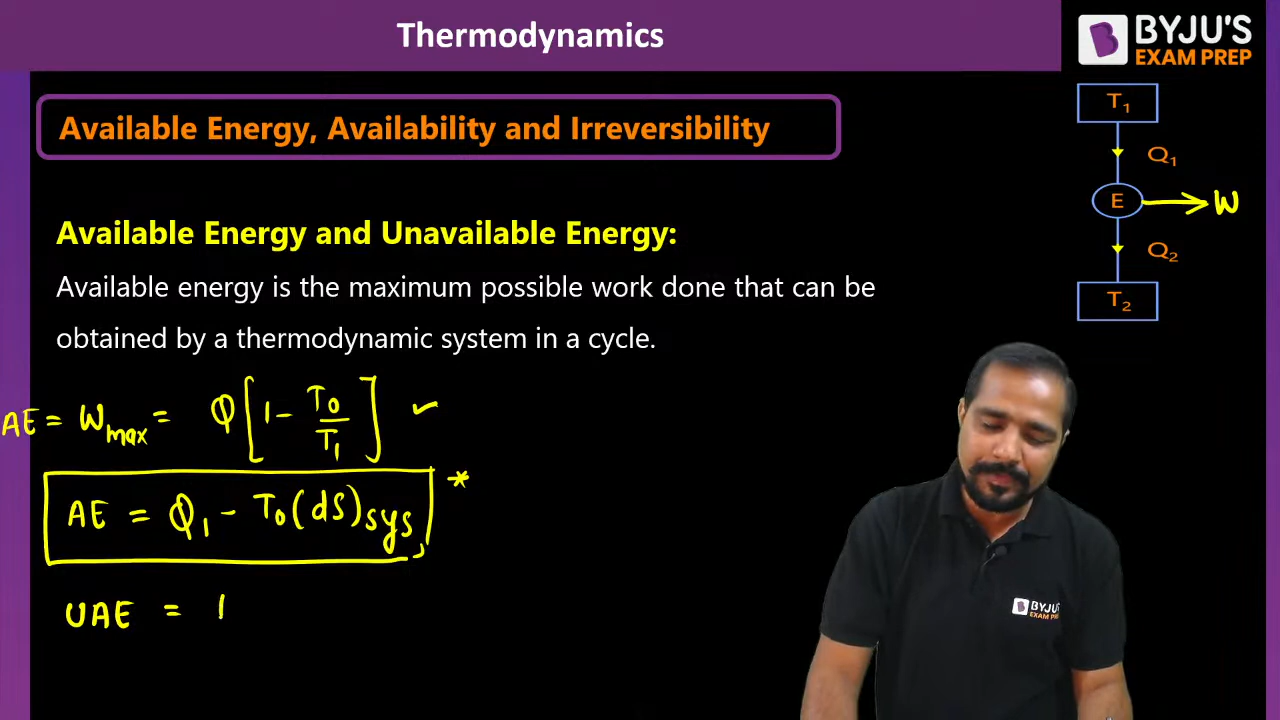 Thermodynamics
BYJU'S
EXAM PREP
Available Energy, Availability and Irreversibility
T₁
Q₁
E
W
Q₂
T₂
Available Energy and Unavailable Energy:
Available energy is the maximum possible work done that can be
obtained by a thermodynamic system in a cycle.
AE = Wmax = Q[1 - T₀/T₁] ✓
AE = Q₁ - T₀(dS)sys *
UAE =
BYJU'S
EXAM PREP